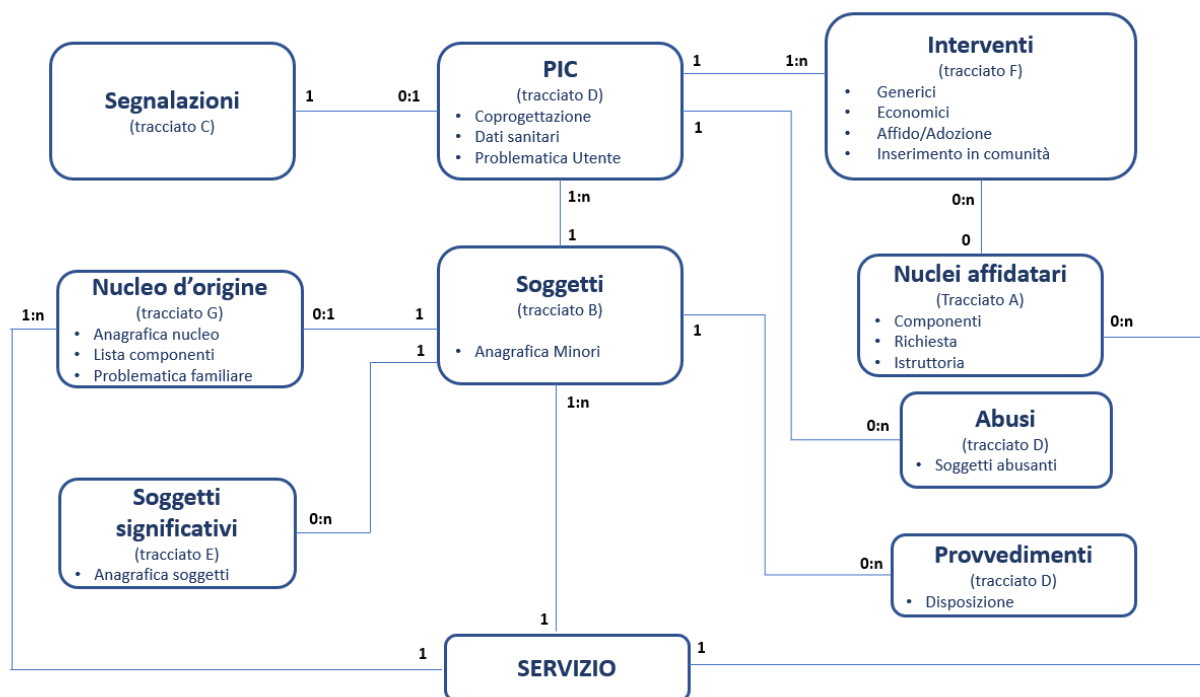 Segnalazioni
(tracciato C)
1
0:1
PIC
(tracciato D)
• Coprogettazione
• Dati sanitari
• Problematica Utente
1
1:n
1
Interventi
(tracciato F)
• Generici
• Economici
• Affido/Adozione
• Inserimento in comunità
1:n
1
0:n
0
Nucleo d'origine
(tracciato G)
• Anagrafica nucleo
• Lista componenti
• Problematica familiare
1:n
0:1
1
1
Soggetti
(tracciato B)
• Anagrafica Minori
1
1:n
Nuclei affidatari
(Tracciato A)
• Componenti
• Richiesta
• Istruttoria
0:n
Abusi
(tracciato D)
• Soggetti abusanti
0:n
Soggetti
significativi
(tracciato E)
• Anagrafica soggetti
0:n
Provvedimenti
(tracciato D)
• Disposizione
0:n
1
1
SERVIZIO
1